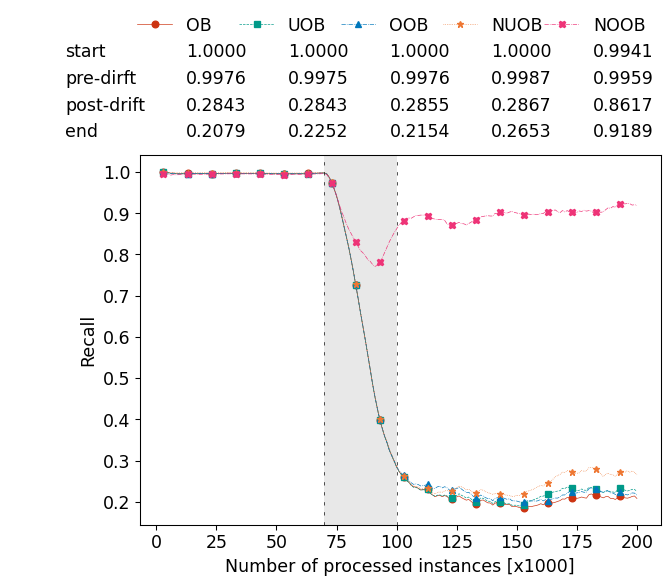 OB UOB OOB NUOB NOOB
start 1.0000 1.0000 1.0000 1.0000 0.9941
pre-dirft 0.9976 0.9975 0.9976 0.9987 0.9959
post-drift 0.2843 0.2843 0.2855 0.2867 0.8617
end 0.2079 0.2252 0.2154 0.2653 0.9189
1.0
0.9
0.8
0.7
0.6
0.5
0.4
0.3
0.2
Recall
0 25 50 75 100 125 150 175 200
Number of processed instances [x1000]